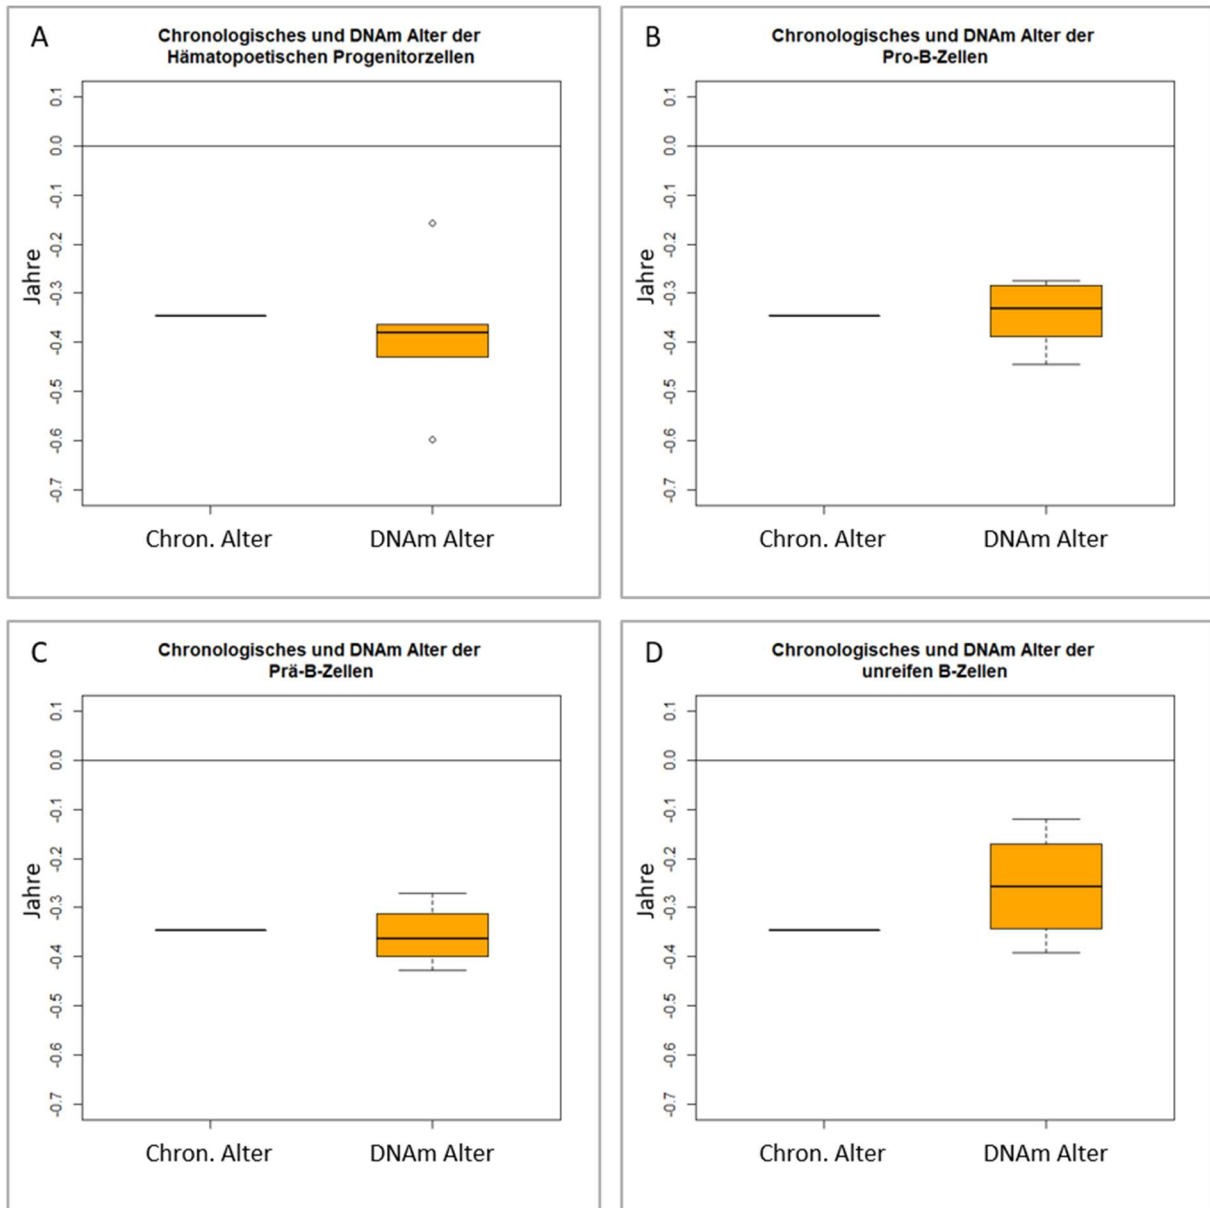 A
Chronologisches und DNAm Alter der
Hämatopoetischen Progenitorzellen
0.1
0.0
-0.1
-0.2
-0.3
-0.4
-0.5
-0.6
-0.7
Jahre
Chron. Alter
DNAm Alter
B
Chronologisches und DNAm Alter der
Pro-B-Zellen
0.1
0.0
-0.1
-0.2
-0.3
-0.4
-0.5
-0.6
-0.7
Jahre
Chron. Alter
DNAm Alter
C
Chronologisches und DNAm Alter der
Prä-B-Zellen
0.1
0.0
-0.1
-0.2
-0.3
-0.4
-0.5
-0.6
-0.7
Jahre
Chron. Alter
DNAm Alter
D
Chronologisches und DNAm Alter der
unreifen B-Zellen
0.1
0.0
-0.1
-0.2
-0.3
-0.4
-0.5
-0.6
-0.7
Jahre
Chron. Alter
DNAm Alter